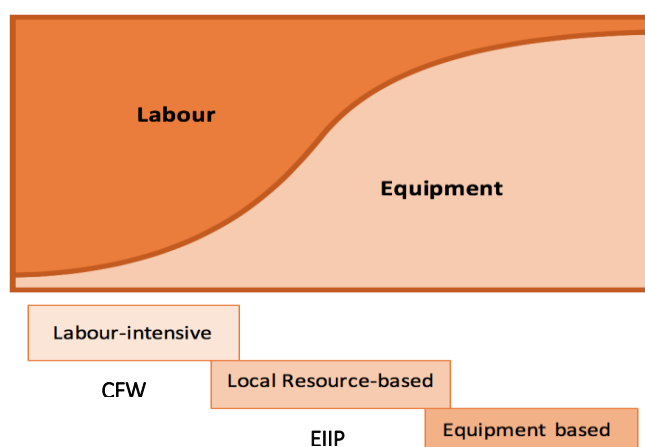 Labour
Equipment
Labour-intensive
CFW
Local Resource-based
EIIP
Equipment based